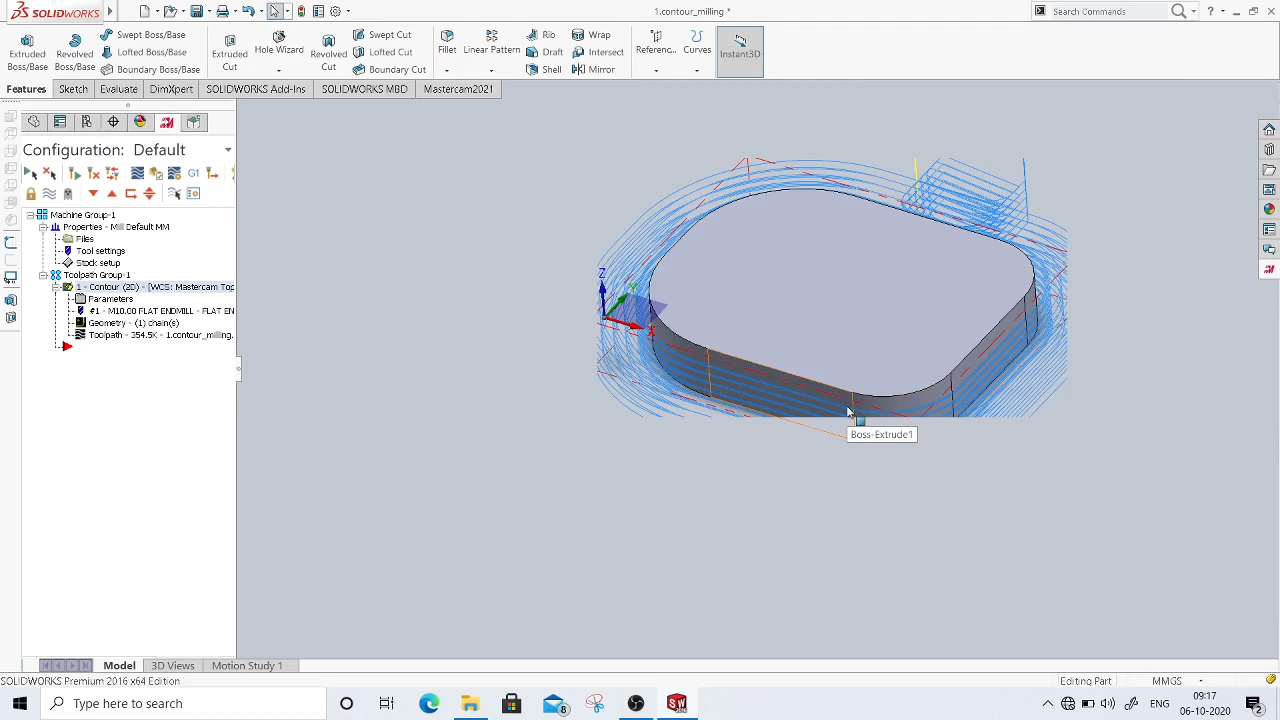 SOLIDWORKS
1.contour_milling *
Search Commands
Extruded Boss/Base
Revolved Boss/Base
Swept Boss/Base
Lofted Boss/Base
Boundary Boss/Base
Extruded Cut
Hole Wizard
Revolved Cut
Swept Cut
Lofted Cut
Boundary Cut
Fillet
Linear Pattern
Rib
Draft
Shell
Wrap
Intersect
Mirror
Referenc...
Curves
Instant3D
Features
Sketch
Evaluate
DimXpert
SOLIDWORKS Add-Ins
SOLIDWORKS MBD
Mastercam2021
Configuration: Default
G1
Machine Group-1
Properties - Mill Default MM
Files
Tool settings
Stock setup
Toolpath Group-1
1 - Contour (2D) - [WCS: Mastercam Top
Parameters
#1 - M10.00 FLAT ENDMILL - FLAT EN
Geometry - (1) chain(s)
Toolpath - 354.5K - 1.contour_milling.
Z
Y
X
Boss-Extrude1
Model
3D Views
Motion Study 1
SOLIDWORKS Premium 2016 x64 Edition
Editing Part
MMGS
Type here to search
8
ENG
09:17
06-10-2020
2